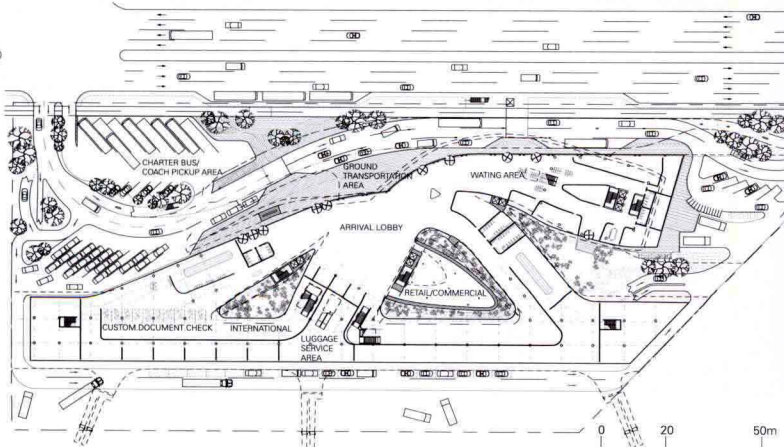 CHARTER BUS/
COACH PICKUP AREA
GROUND
TRANSPORTATION
AREA
WATING AREA
ARRIVAL LOBBY
RETAIL/COMMERCIAL
CUSTOM.DOCUMENT.CHECK
INTERNATIONAL
LUGGAGE
SERVICE
AREA
0 20 50m